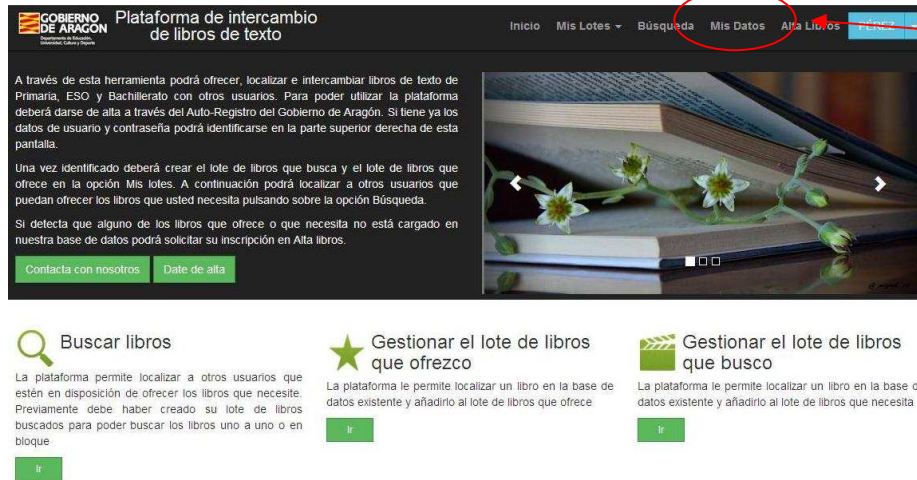 GOBIERNO
DE ARAGON
Departamento de Educación,
Universidad, Cultura y Deporte
Plataforma de intercambio
de libros de texto
Inicio Mis Lotes Búsqueda Mis Datos Alta Libros PÉREZ
A través de esta herramienta podrá ofrecer, localizar e intercambiar libros de texto de
Primaria, ESO y Bachillerato con otros usuarios. Para poder utilizar la plataforma
deberá darse de alta a través del Auto-Registro del Gobierno de Aragón. Si tiene ya los
datos de usuario y contraseña podrá identificarse en la parte superior derecha de esta
pantalla.
Una vez identificado deberá crear el lote de libros que busca y el lote de libros que
ofrece en la opción Mis lotes. A continuación podrá localizar a otros usuarios que
puedan ofrecer los libros que usted necesita pulsando sobre la opción Búsqueda.
Si detecta que alguno de los libros que ofrece o que necesita no está cargado en
nuestra base de datos podrá solicitar su inscripción en Alta libros.
Contacta con nosotros Date de alta
Buscar libros
La plataforma permite localizar a otros usuarios que
estén en disposición de ofrecer los libros que necesite.
Previamente debe haber creado su lote de libros
buscados para poder buscar los libros uno a uno o en
bloque
Ir
Gestionar el lote de libros
que ofrezco
La plataforma le permite localizar un libro en la base de
datos existente y añadirlo al lote de libros que ofrece
Ir
Gestionar el lote de libros
que busco
La plataforma le permite localizar un libro en la base d
datos existente y añadirlo al lote de libros que necesita
Ir